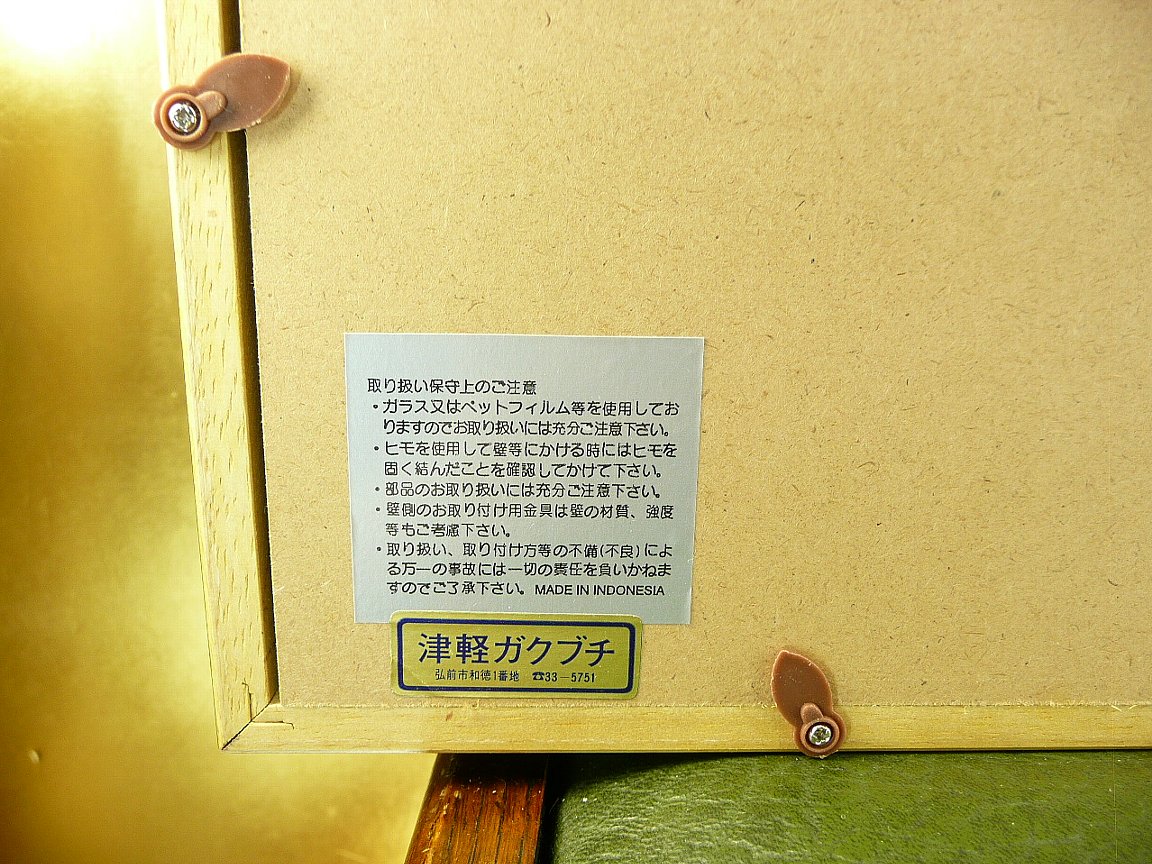 取り扱い保守上のご注意
・ガラス又はペットフィルム等を使用してお
りますのでお取り扱いには充分ご注意下さい。
・ヒモを使用して壁等にかける時にはヒモを
固く結んだことを確認してかけて下さい。
・部品のお取り扱いには充分ご注意下さい。
・壁側のお取り付け用金具は壁の材質、強度
等もご考慮下さい。
・取り扱い、取り付け方等の不備(不良)によ
る万一の事故には一切の責任を負いかねま
すのでご了承下さい。MADE IN INDONESIA
津軽ガクブチ
弘前市和徳1番地 ☎33－5751